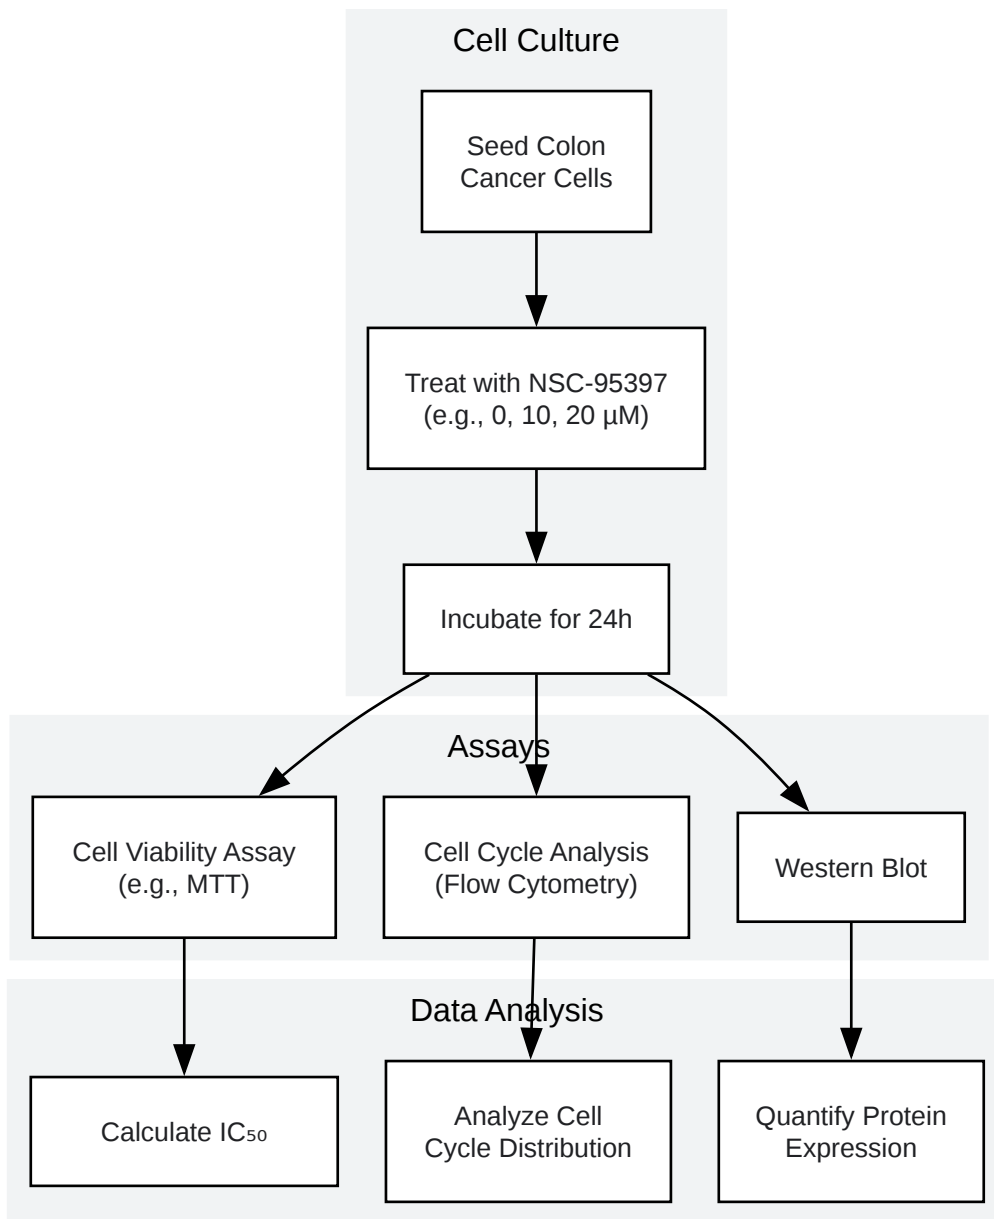 Cell Culture
Seed Colon
Cancer Cells
Treat with NSC-95397
(e.g., 0, 10, 20 µM)
Incubate for 24h
Assays
Cell Viability Assay
(e.g., MTT)
Cell Cycle Analysis
(Flow Cytometry)
Western Blot
Data Analysis
Calculate IC₅₀
Analyze Cell
Cycle Distribution
Quantify Protein
Expression